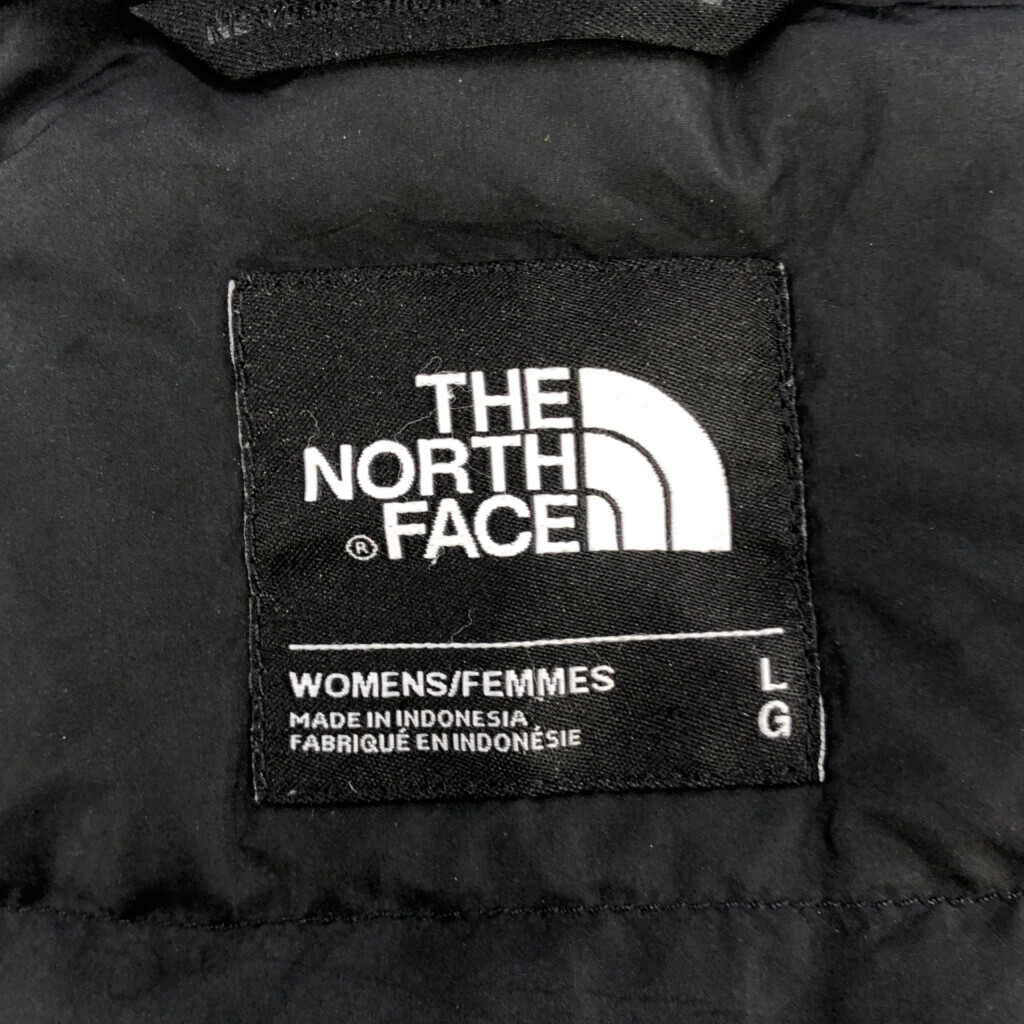 THE
NORTH
® FACE
WOMENS/FEMMES L
MADE IN INDONESIA G
FABRIQUÉ EN INDONÉSIE